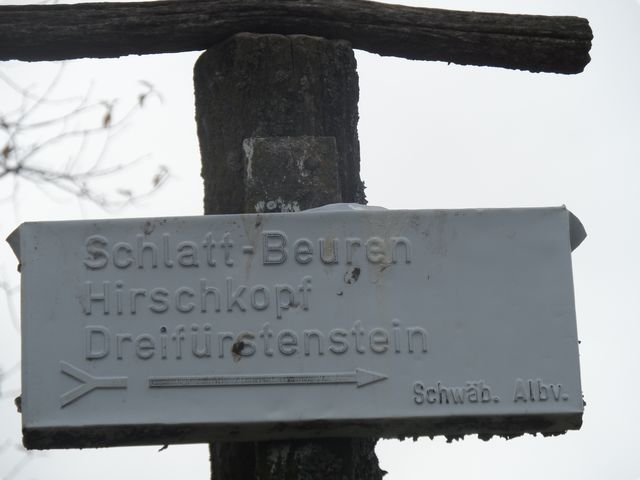 Schlatt-Beuren
Hirschkopf
Dreifürstenstein
Schwäb. Albv.